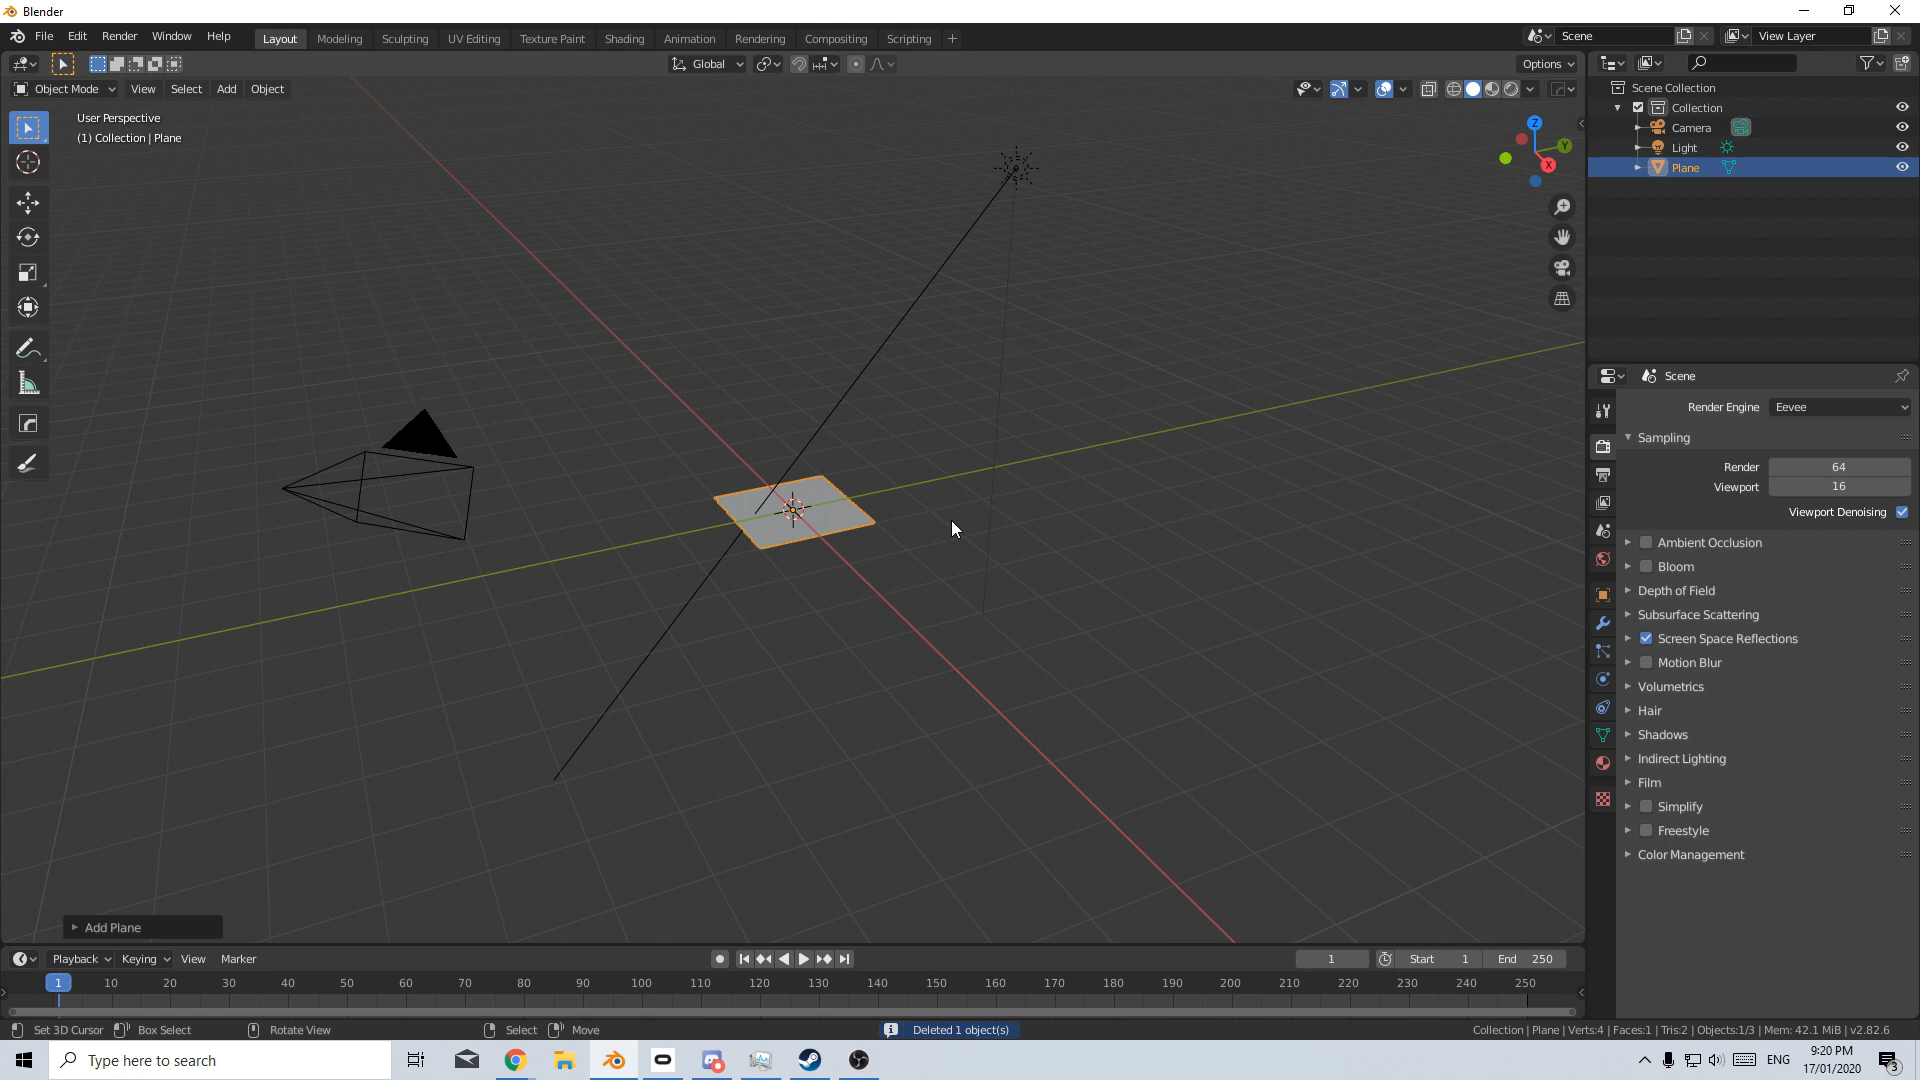 Blender
File Edit Render Window Help
Layout Modeling Sculpting UV Editing Texture Paint Shading Animation Rendering Compositing Scripting +
Scene
View Layer
Global
Options
Object Mode View Select Add Object
User Perspective
(1) Collection | Plane
Z
Y
X
Scene Collection
Collection
Camera
Light
Plane
Scene
Render Engine Eevee
Sampling
Render 64
Viewport 16
Viewport Denoising
Ambient Occlusion
Bloom
Depth of Field
Subsurface Scattering
Screen Space Reflections
Motion Blur
Volumetrics
Hair
Shadows
Indirect Lighting
Film
Simplify
Freestyle
Color Management
Add Plane
Playback Keying View Marker
1
Start 1
End 250
1 10 20 30 40 50 60 70 80 90 100 110 120 130 140 150 160 170 180 190 200 210 220 230 240 250
Set 3D Cursor Box Select Rotate View Select Move
Deleted 1 object(s)
Collection | Plane | Verts:4 | Faces:1 | Tris:2 | Objects:1/3 | Mem: 42.1 MiB | v2.82.6
Type here to search
ENG
9:20 PM
17/01/2020
3